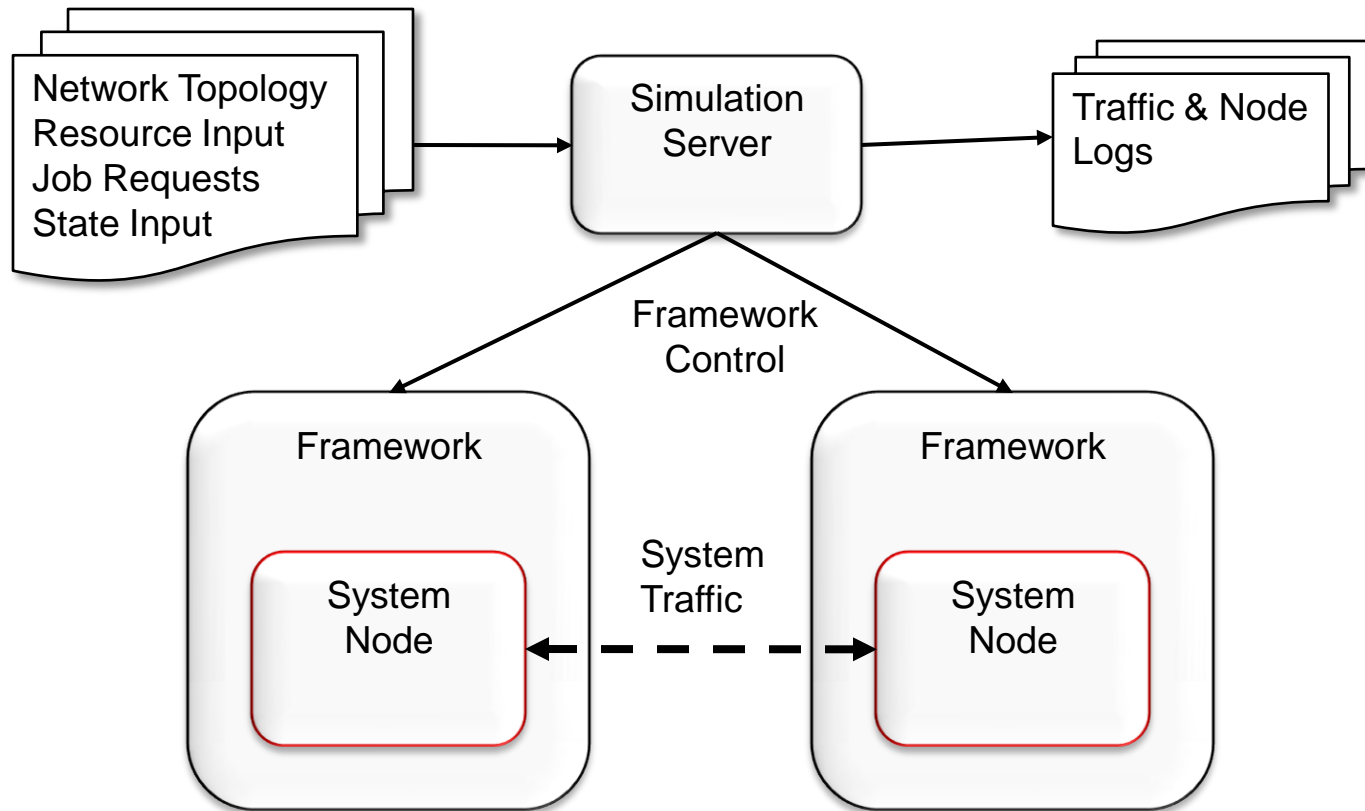 Network Topology
Resource Input
Job Requests
State Input
Simulation
Server
Traffic & Node
Logs
Framework
Control
Framework
Framework
System
Node
System
Traffic
System
Node